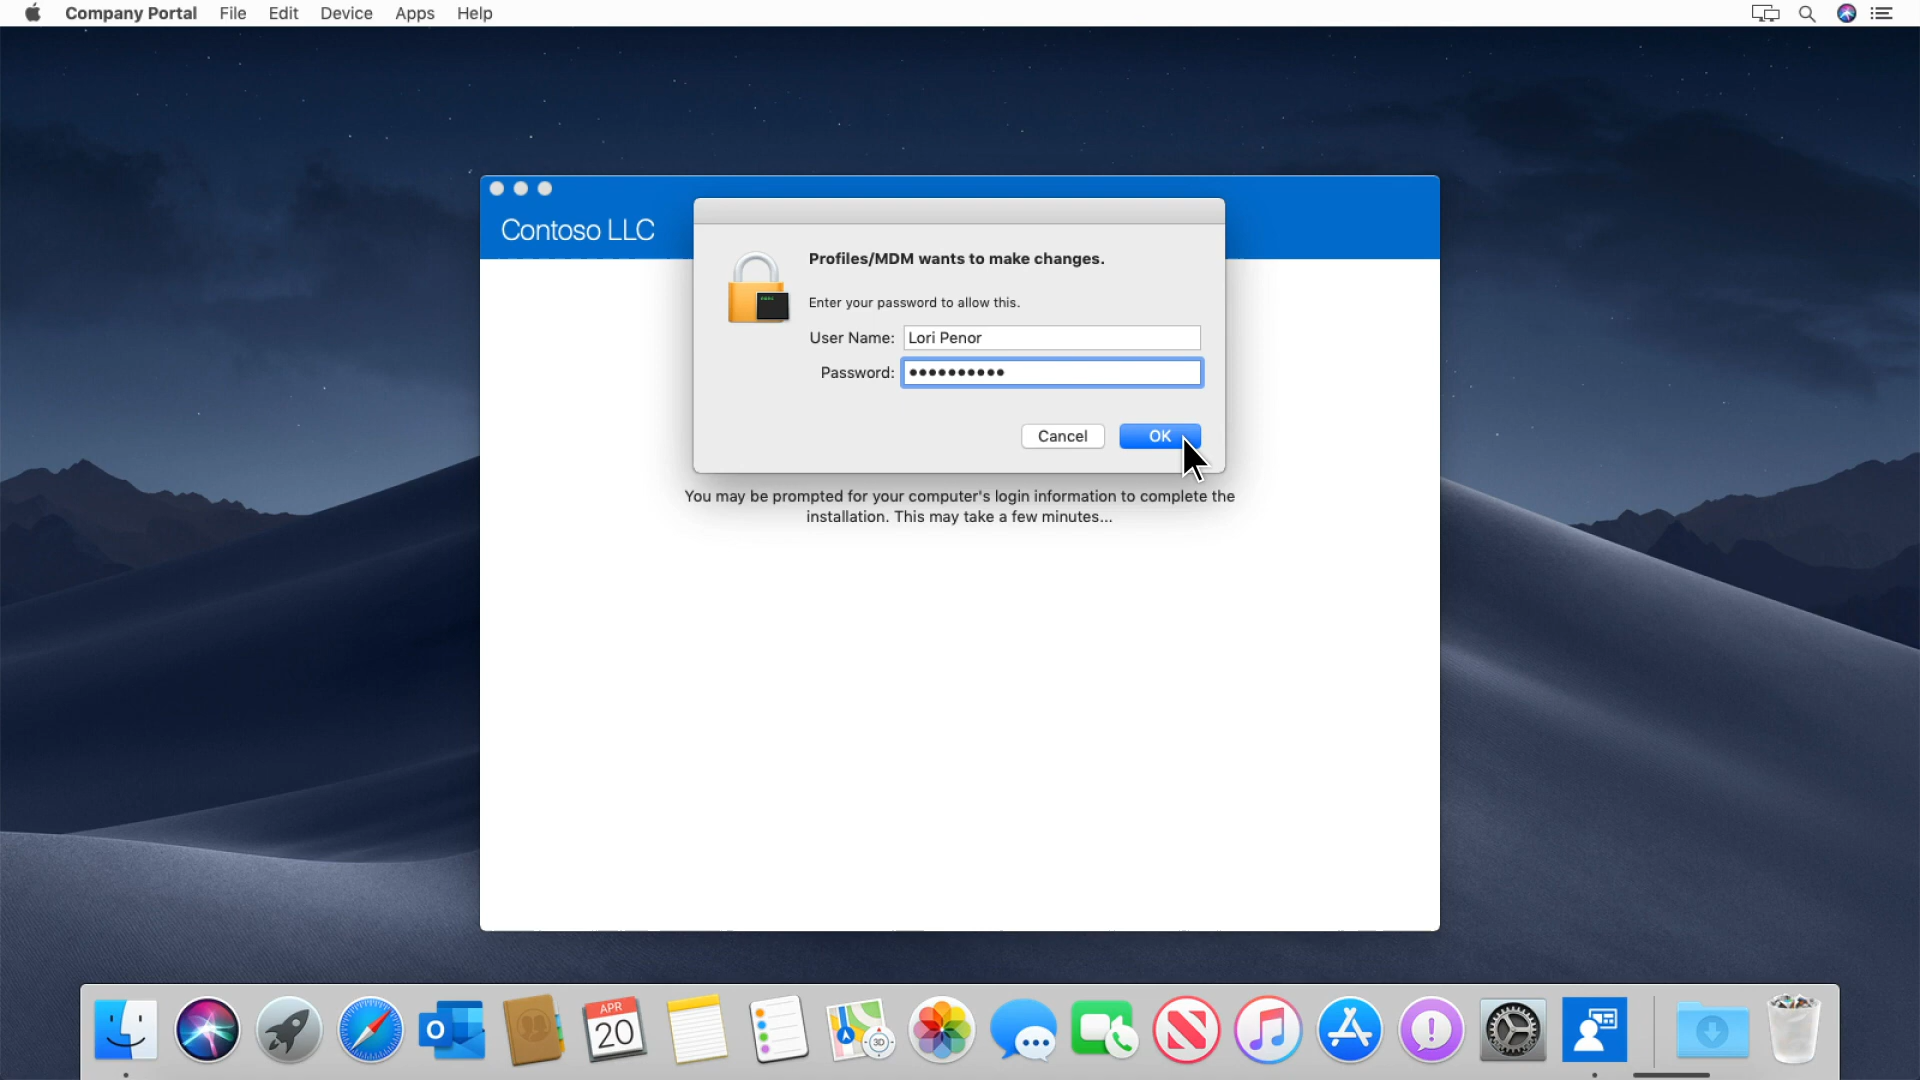 Company Portal File Edit Device Apps Help
Contoso LLC
Profiles/MDM wants to make changes.
Enter your password to allow this.
User Name: Lori Penor
Password: ••••••••••
Cancel OK
You may be prompted for your computer's login information to complete the
installation. This may take a few minutes...
APR
20
3D